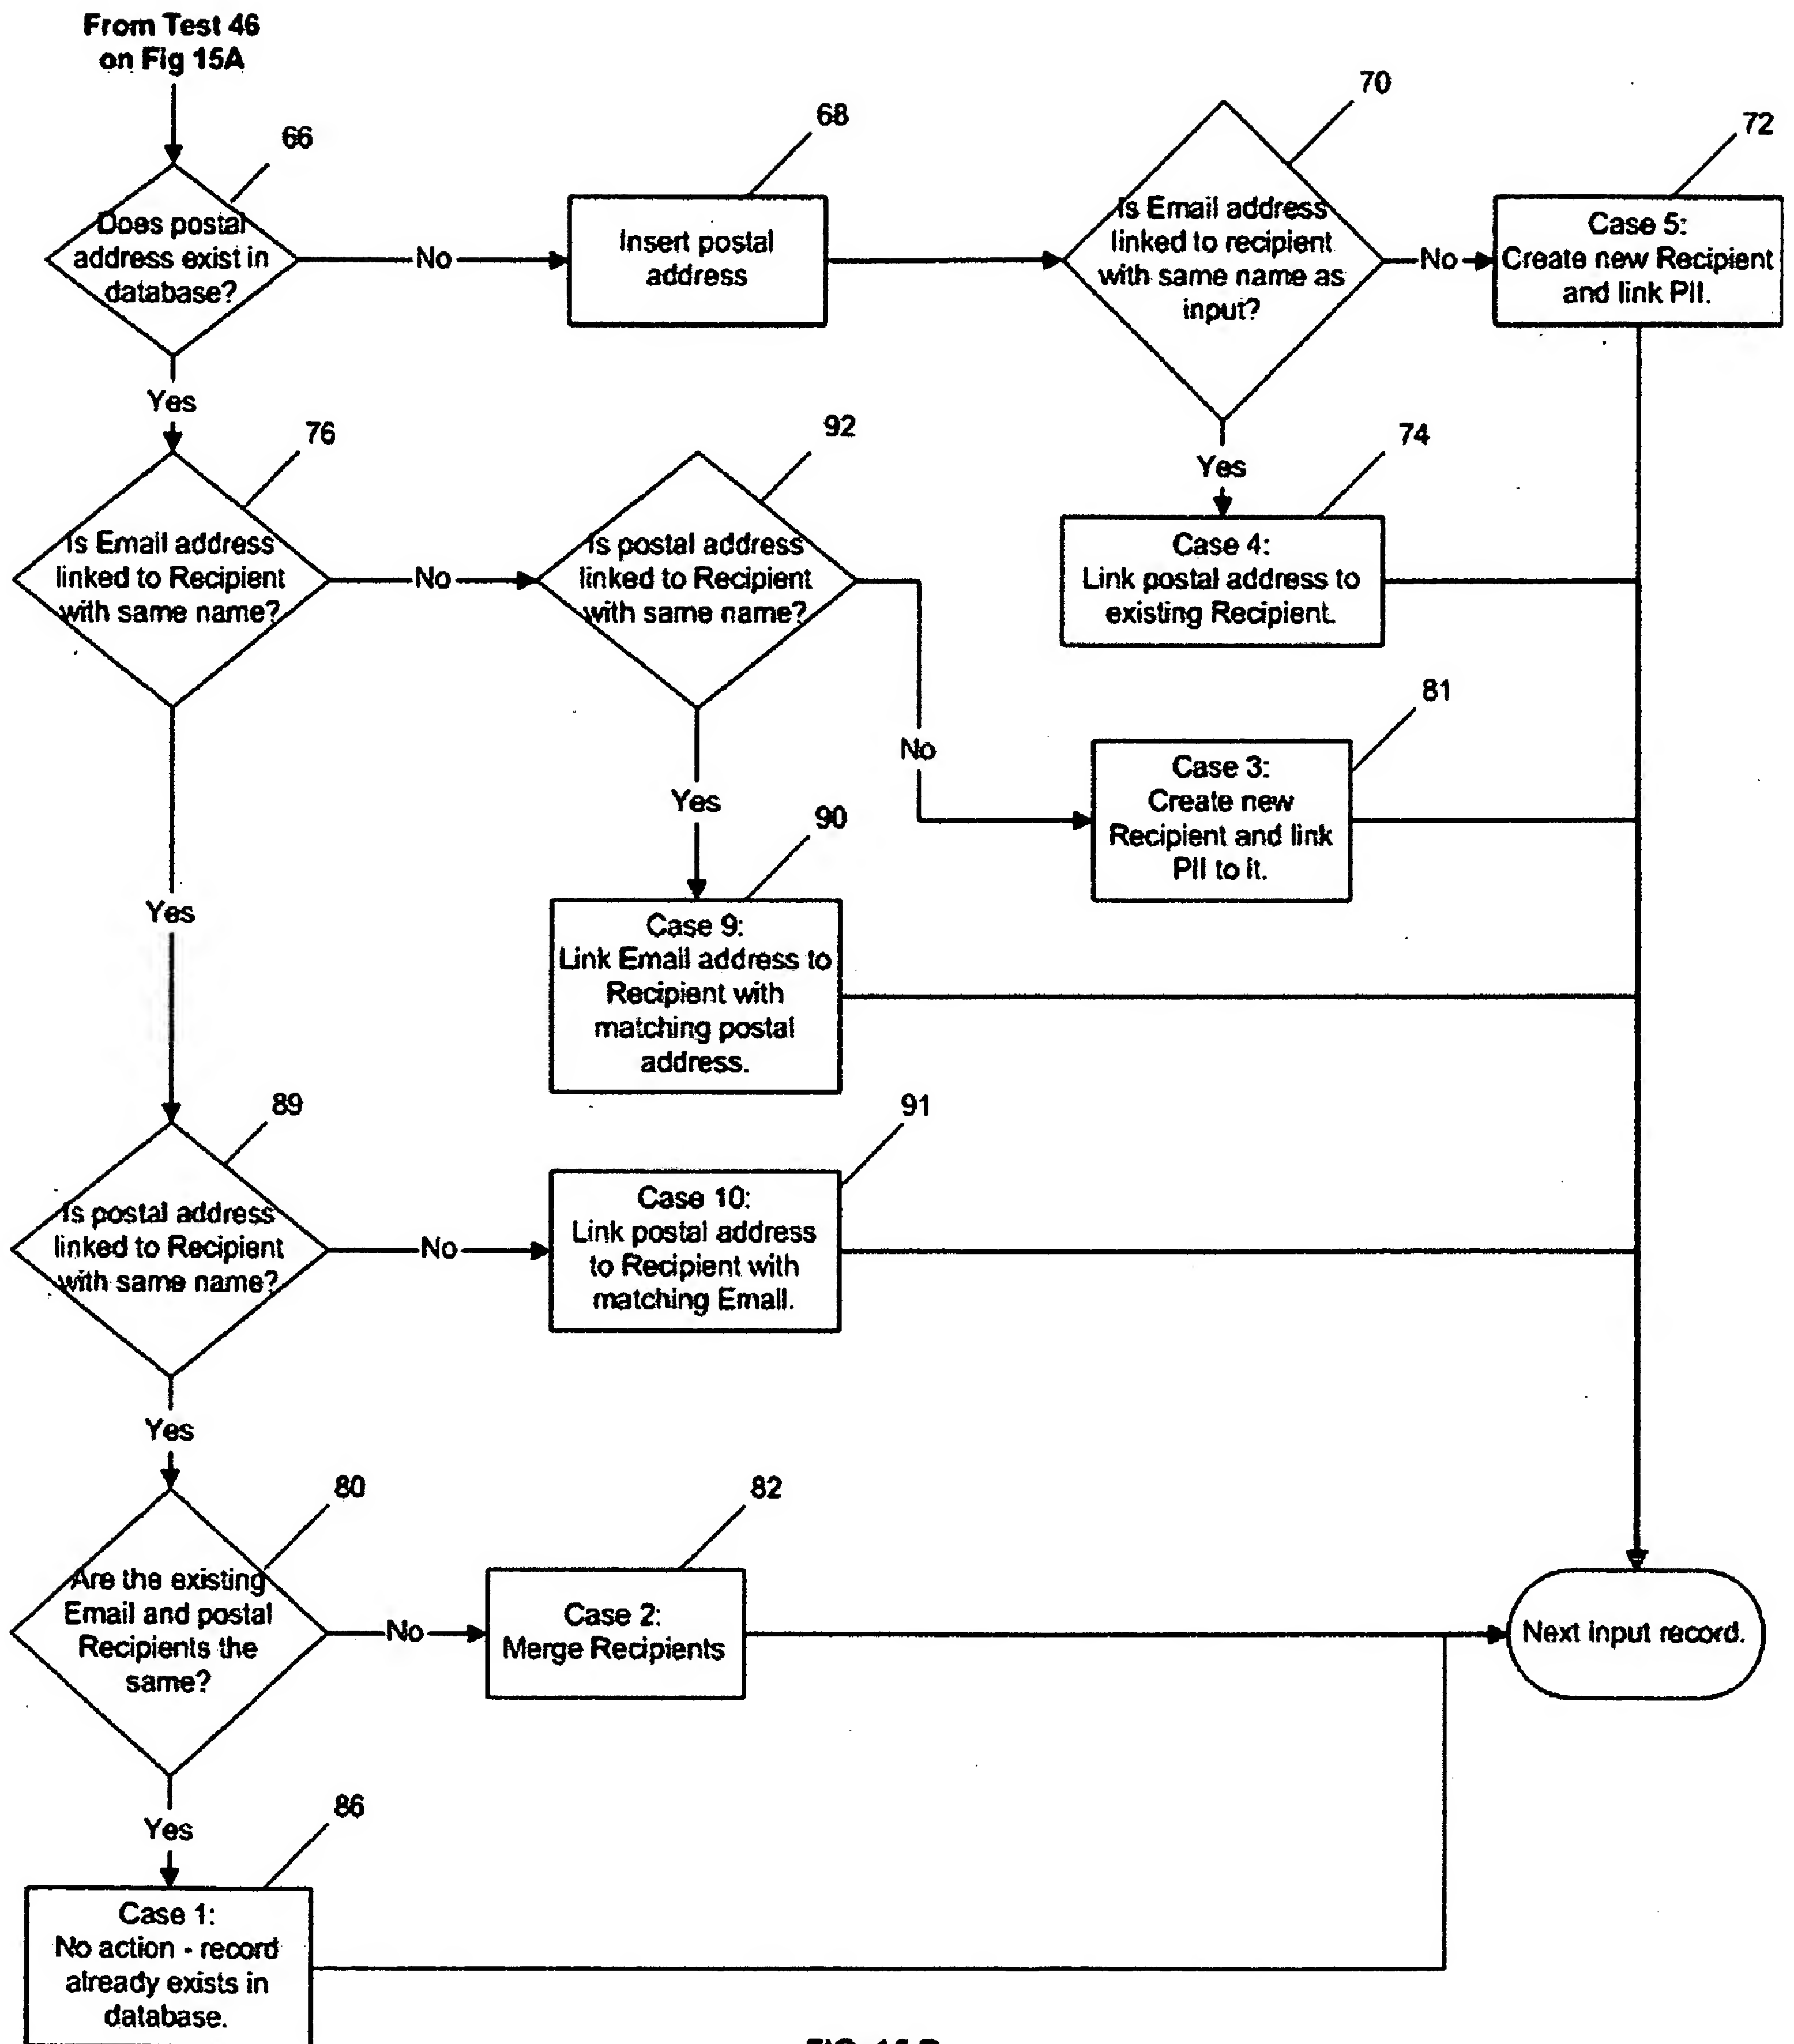 From Test 46
on Fig 15A
66
Does postal
address exist in
database?
No
68
Insert postal
address
70
Is Email address
linked to recipient
with same name as
input?
No
72
Case 5:
Create new Recipient
and link PII.
Yes
Yes
76
Is Email address
linked to Recipient
with same name?
No
92
Is postal address
linked to Recipient
with same name?
74
Case 4:
Link postal address to
existing Recipient.
No
81
Case 3:
Create new
Recipient and link
PII to it.
Yes
90
Case 9:
Link Email address to
Recipient with
matching postal
address.
Yes
89
Is postal address
linked to Recipient
with same name?
No
91
Case 10:
Link postal address
to Recipient with
matching Email.
Yes
80
Are the existing
Email and postal
Recipients the
same?
No
82
Case 2:
Merge Recipients
Next input record.
Yes
86
Case 1:
No action - record
already exists in
database.